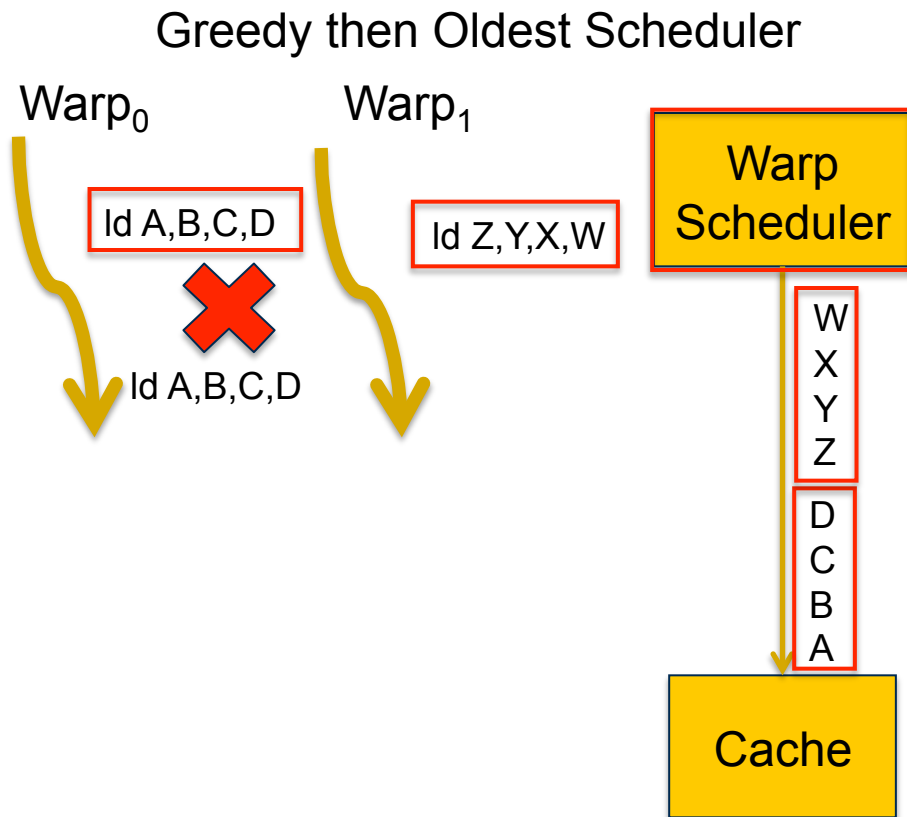 Greedy then Oldest Scheduler
Warp₀
Warp₁
Warp
Scheduler
ld A,B,C,D
ld Z,Y,X,W
ld A,B,C,D
W
X
Y
Z
D
C
B
A
Cache